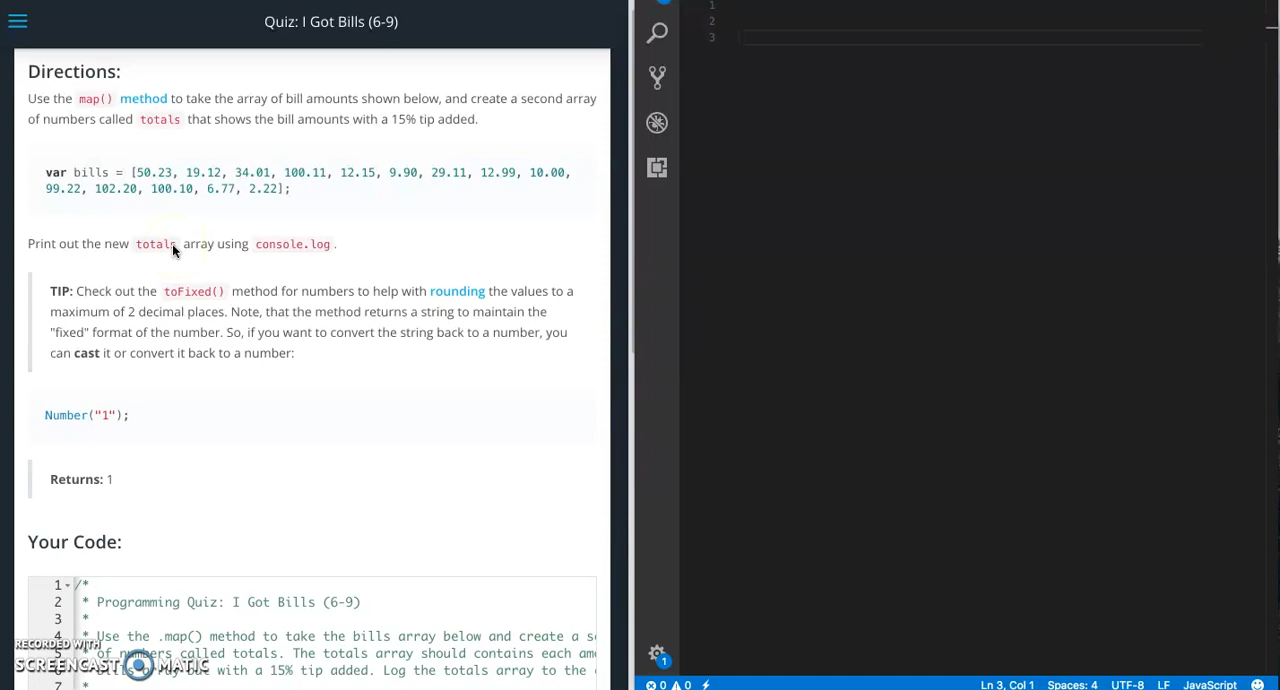 Quiz: I Got Bills (6-9)
Directions:
Use the map() method to take the array of bill amounts shown below, and create a second array
of numbers called totals that shows the bill amounts with a 15% tip added.
var bills = [50.23, 19.12, 34.01, 100.11, 12.15, 9.90, 29.11, 12.99, 10.00,
99.22, 102.20, 100.10, 6.77, 2.22];
Print out the new totals array using console.log.
TIP: Check out the toFixed() method for numbers to help with rounding the values to a
maximum of 2 decimal places. Note, that the method returns a string to maintain the
"fixed" format of the number. So, if you want to convert the string back to a number, you
can cast it or convert it back to a number:
Number("1");
Returns: 1
Your Code:
1 /*
2 * Programming Quiz: I Got Bills (6-9)
3 *
4 * Use the .map() method to take the bills array below and create a se
* of numbers called totals. The totals array should contains each amo
bills array but with a 15% tip added. Log the totals array to the
7 *
RECORDED WITH
SCREENCAST MATIC
1
2
3
1
0 0
Ln 3, Col 1 Spaces: 4 UTF-8 LF JavaScript